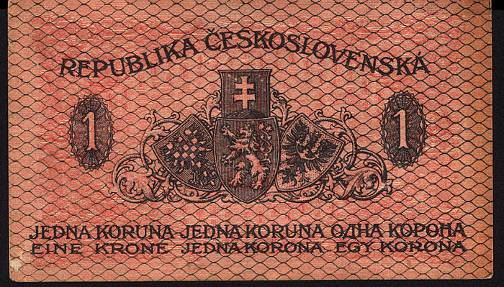 REPUBLIKA ČESKOSLOVENSKÁ
1 1
JEDNA KORUNA JEDNA KORUNA ОДНА КОРОНА
EINE KRONE JEDNA KORONA EGY KORONA